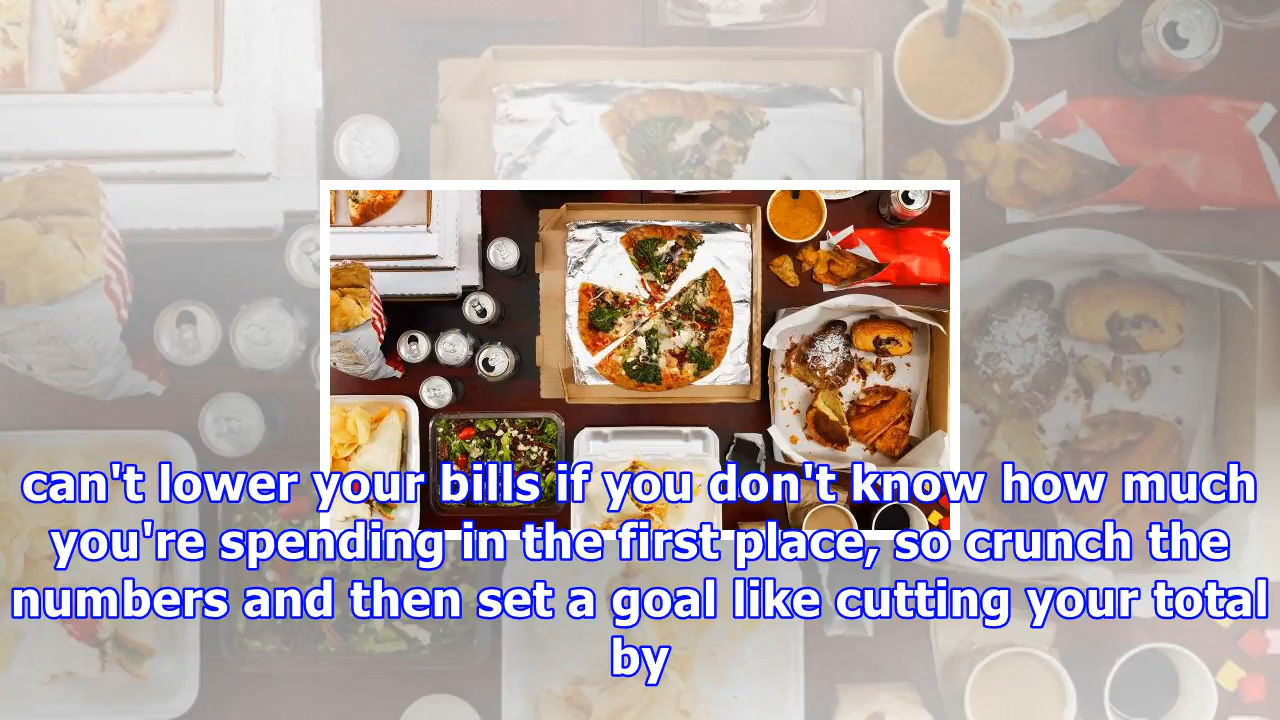 can't lower your bills if you don't know how much
you're spending in the first place, so crunch the
numbers and then set a goal like cutting your total
by